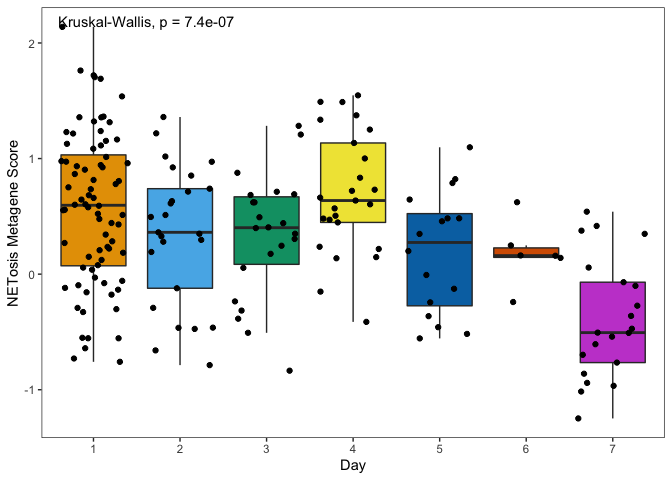 Kruskal-Wallis, p = 7.4e-07
NETosis Metagene Score
2
1
0
-1
1 2 3 4 5 6 7
Day